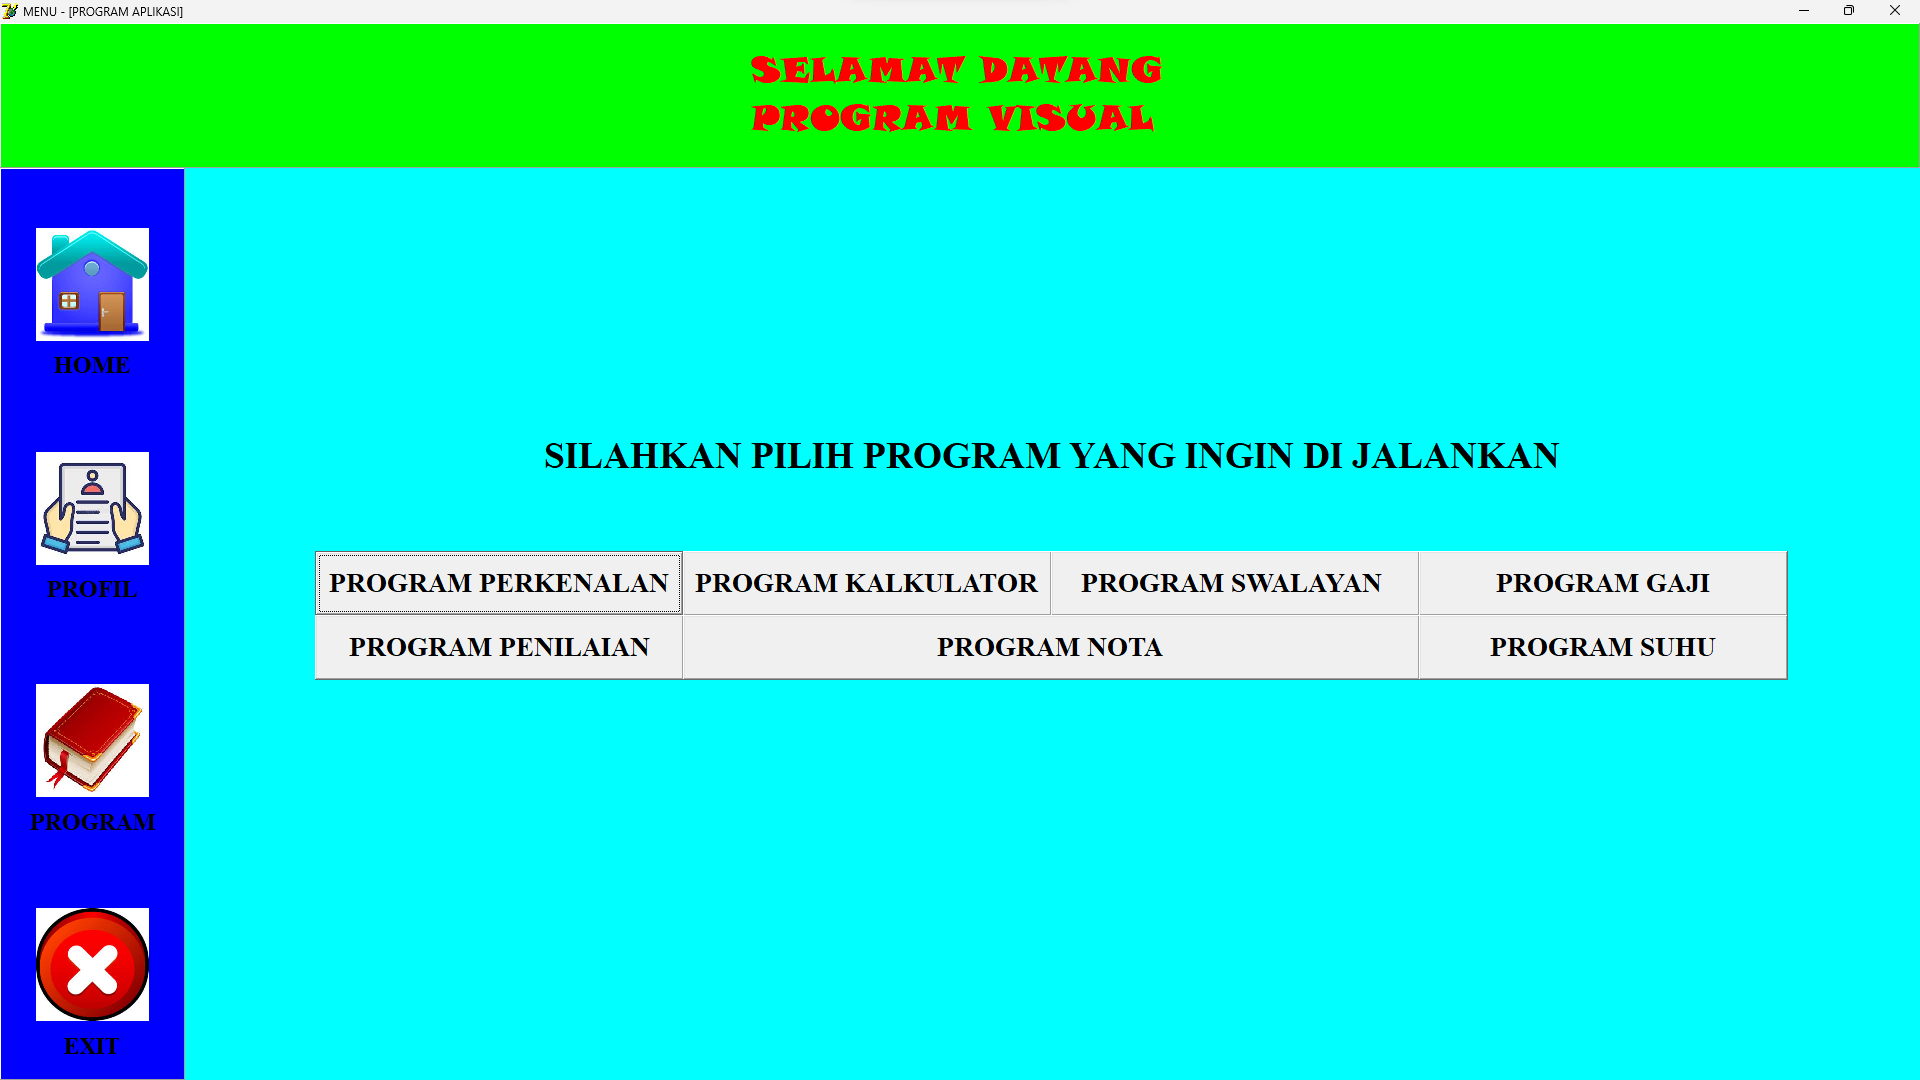 MENU - [PROGRAM APLIKASI]
SELAMAT DATANG
PROGRAM VISUAL
HOME
PROFIL
PROGRAM
EXIT
SILAHKAN PILIH PROGRAM YANG INGIN DI JALANKAN
PROGRAM PERKENALAN PROGRAM KALKULATOR PROGRAM SWALAYAN PROGRAM GAJI
PROGRAM PENILAIAN PROGRAM NOTA PROGRAM SUHU